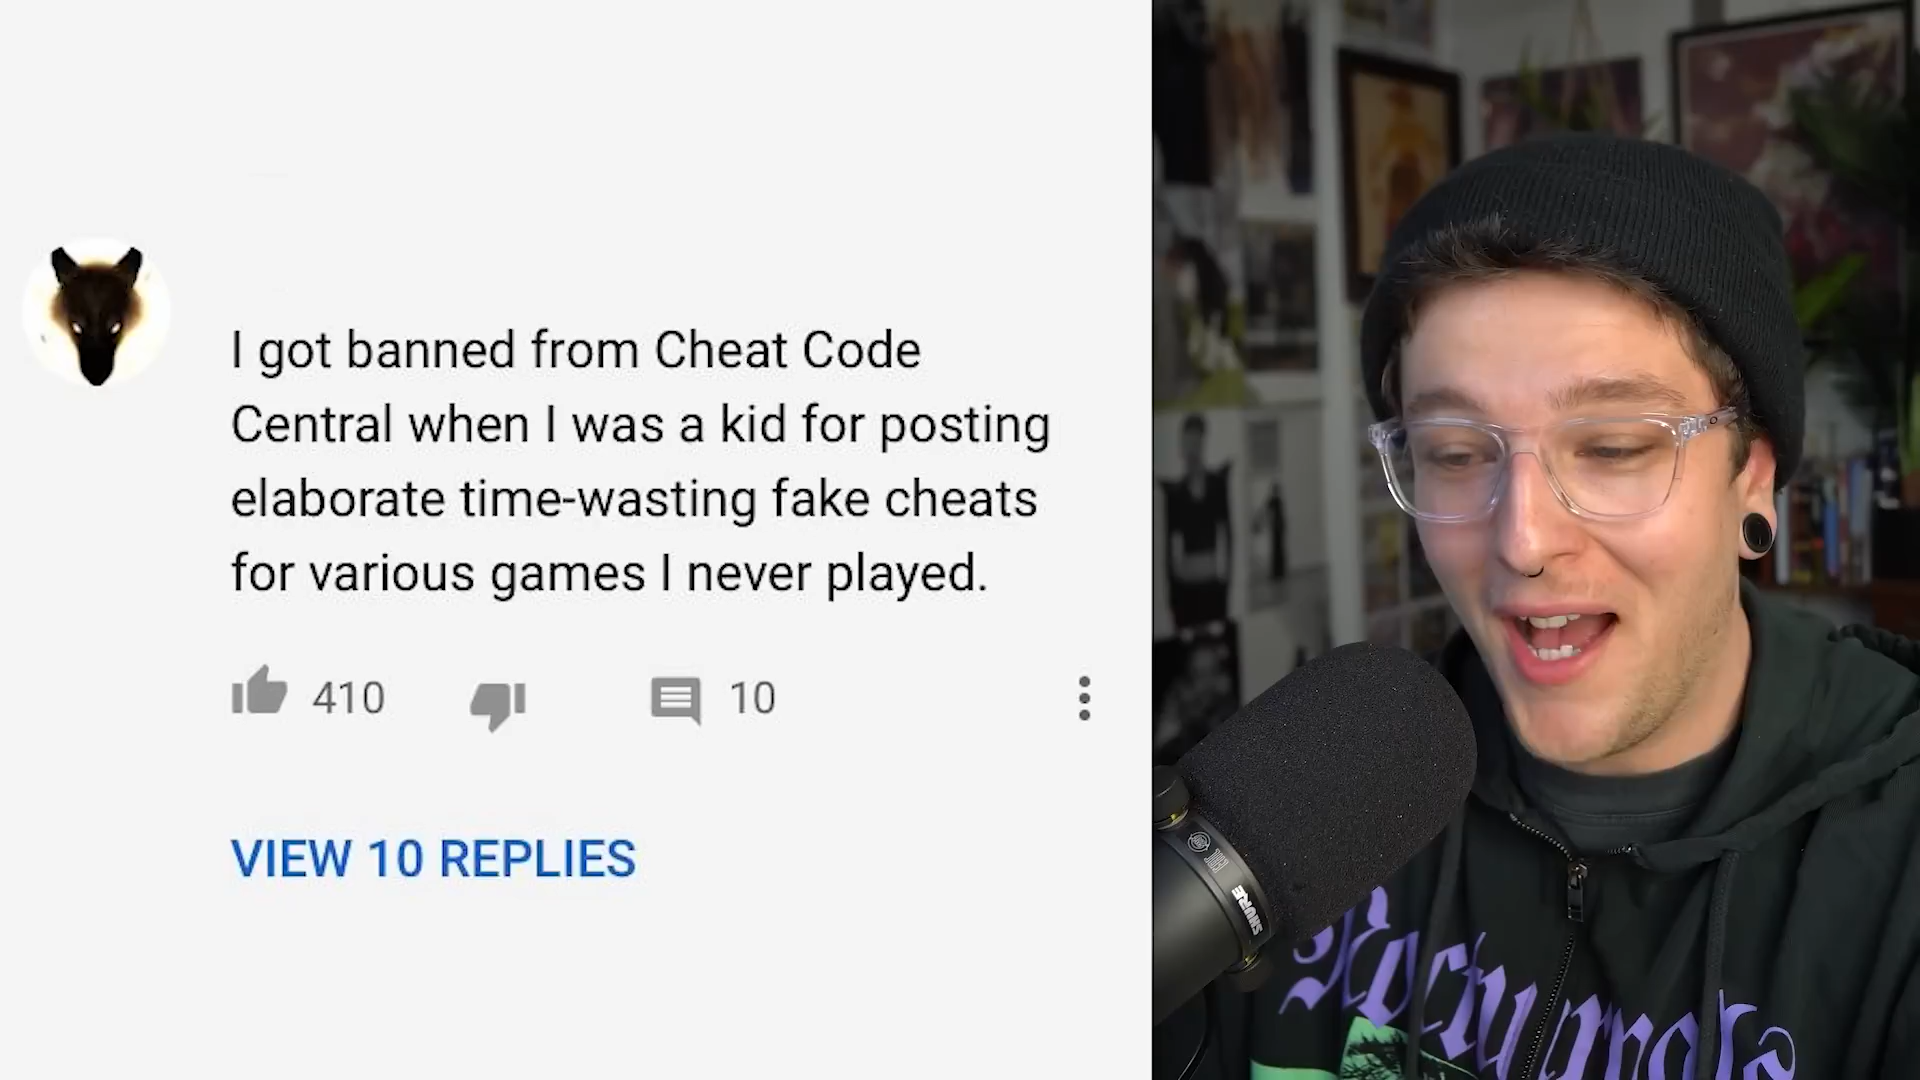 I got banned from Cheat Code
Central when I was a kid for posting
elaborate time-wasting fake cheats
for various games I never played.
410
10
VIEW 10 REPLIES
SHURE